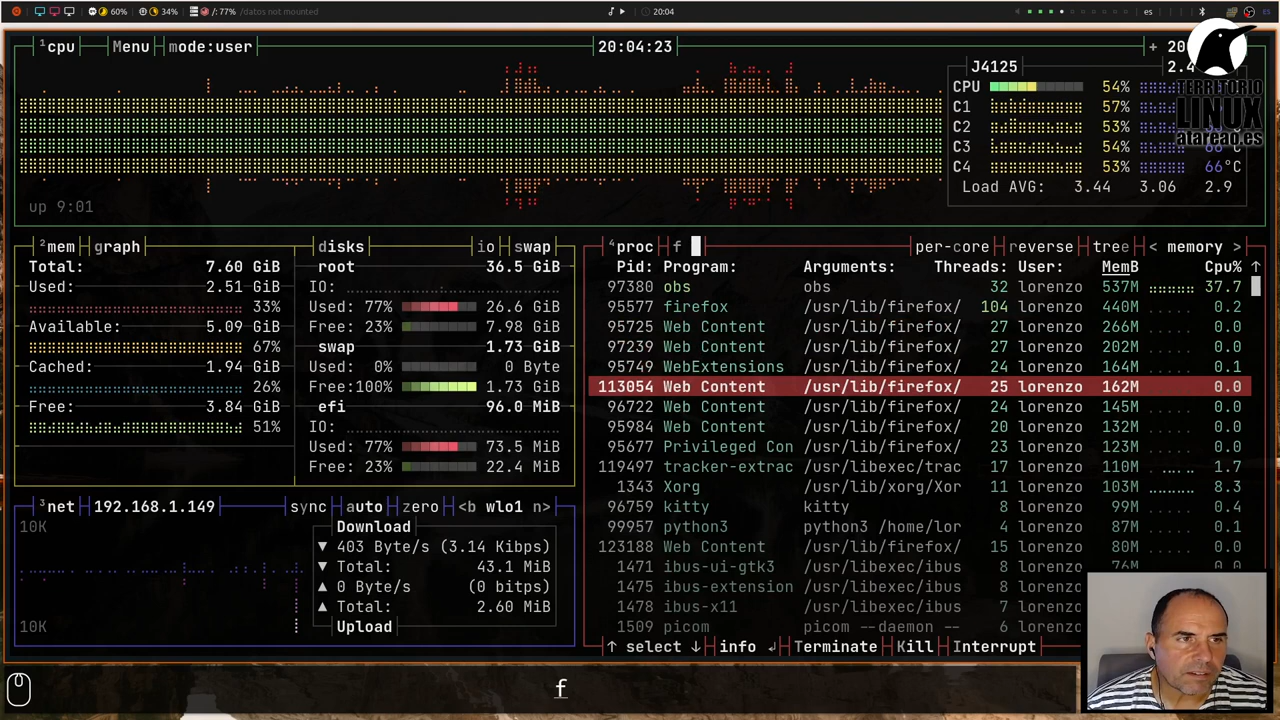 60% 34% /: 77% /datos not mounted 20:04 es ES
¹cpu Menu mode:user 20:04:23 + 20
J4125 2.4
CPU 54%
C1 57%
C2 53%
C3 54% 66°C
C4 53% 66°C
Load AVG: 3.44 3.06 2.9
TERRITORIO
LINUX
atareao.es
up 9:01
²mem graph disks io swap
Total: 7.60 GiB
Used: 2.51 GiB
33%
Available: 5.09 GiB
67%
Cached: 1.94 GiB
26%
Free: 3.84 GiB
51%
root 36.5 GiB
IO:
Used: 77% 26.6 GiB
Free: 23% 7.98 GiB
swap 1.73 GiB
Used: 0% 0 Byte
Free:100% 1.73 GiB
efi 96.0 MiB
IO:
Used: 77% 73.5 MiB
Free: 23% 22.4 MiB
³net 192.168.1.149 sync auto zero <b wlo1 n>
10K
10K
Download
▼ 403 Byte/s (3.14 Kibps)
▼ Total: 43.1 MiB
▲ 0 Byte/s (0 bitps)
▲ Total: 2.60 MiB
Upload
⁴proc f per-core reverse tree < memory >
Pid: Program: Arguments: Threads: User: MemB Cpu% ↑
97380 obs obs 32 lorenzo 537M 37.7
95577 firefox /usr/lib/firefox/ 104 lorenzo 440M 0.2
95725 Web Content /usr/lib/firefox/ 27 lorenzo 266M 0.0
97239 Web Content /usr/lib/firefox/ 27 lorenzo 202M 0.0
95749 WebExtensions /usr/lib/firefox/ 24 lorenzo 164M 0.1
113054 Web Content /usr/lib/firefox/ 25 lorenzo 162M 0.0
96722 Web Content /usr/lib/firefox/ 24 lorenzo 145M 0.0
95984 Web Content /usr/lib/firefox/ 20 lorenzo 132M 0.0
95677 Privileged Con /usr/lib/firefox/ 23 lorenzo 123M 0.0
119497 tracker-extrac /usr/libexec/trac 17 lorenzo 110M 1.7
1343 Xorg /usr/lib/xorg/Xor 11 lorenzo 103M 8.3
96759 kitty kitty 8 lorenzo 99M 0.4
99957 python3 python3 /home/lor 4 lorenzo 87M 0.1
123188 Web Content /usr/lib/firefox/ 15 lorenzo 80M 0.0
1471 ibus-ui-gtk3 /usr/libexec/ibus 8 lorenzo 76M 0.0
1475 ibus-extension /usr/libexec/ibus 8 lorenzo
1478 ibus-x11 /usr/libexec/ibus 7 lorenzo
1509 picom picom --daemon -- 6 lorenzo
↑ select ↓ info ↲ Terminate Kill Interrupt
f